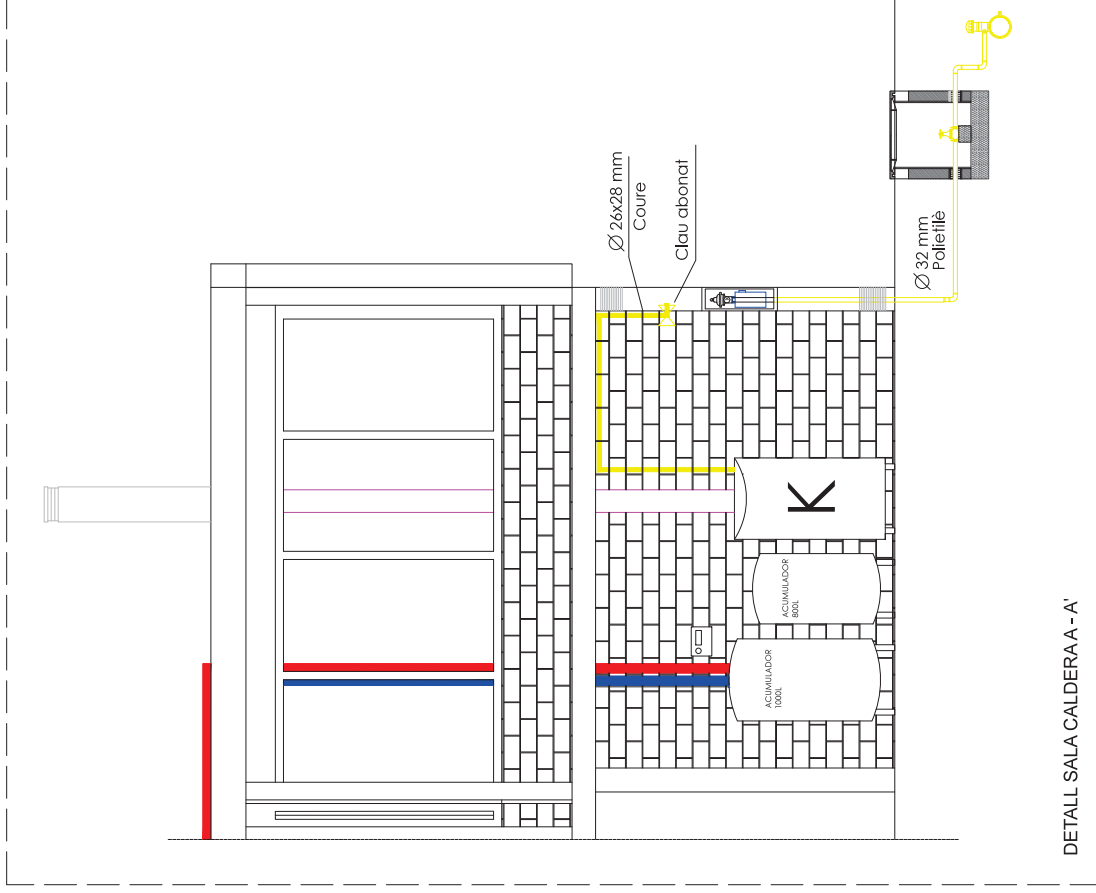 Ø 26x28 mm
Coure
Clau abonat
Ø 32 mm
Polietilè
K
ACUMULADOR
800L
ACUMULADOR
1000L
DETALL SALA CALDERA A - A'